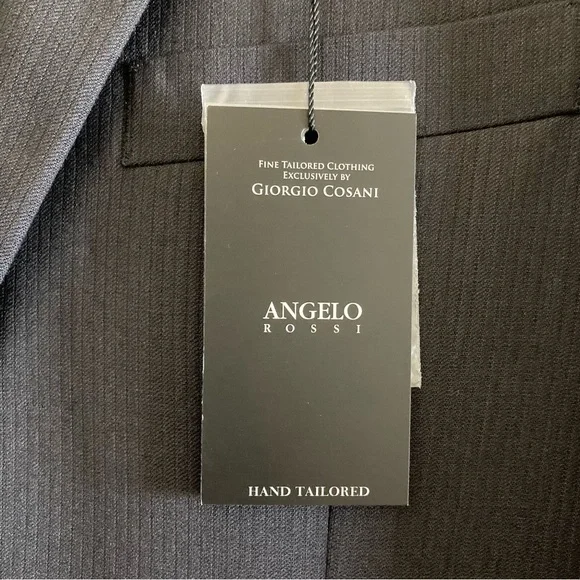 FINE TAILORED CLOTHING
EXCLUSIVELY BY
GIORGIO COSANI
ANGELO
ROSSI
HAND TAILORED